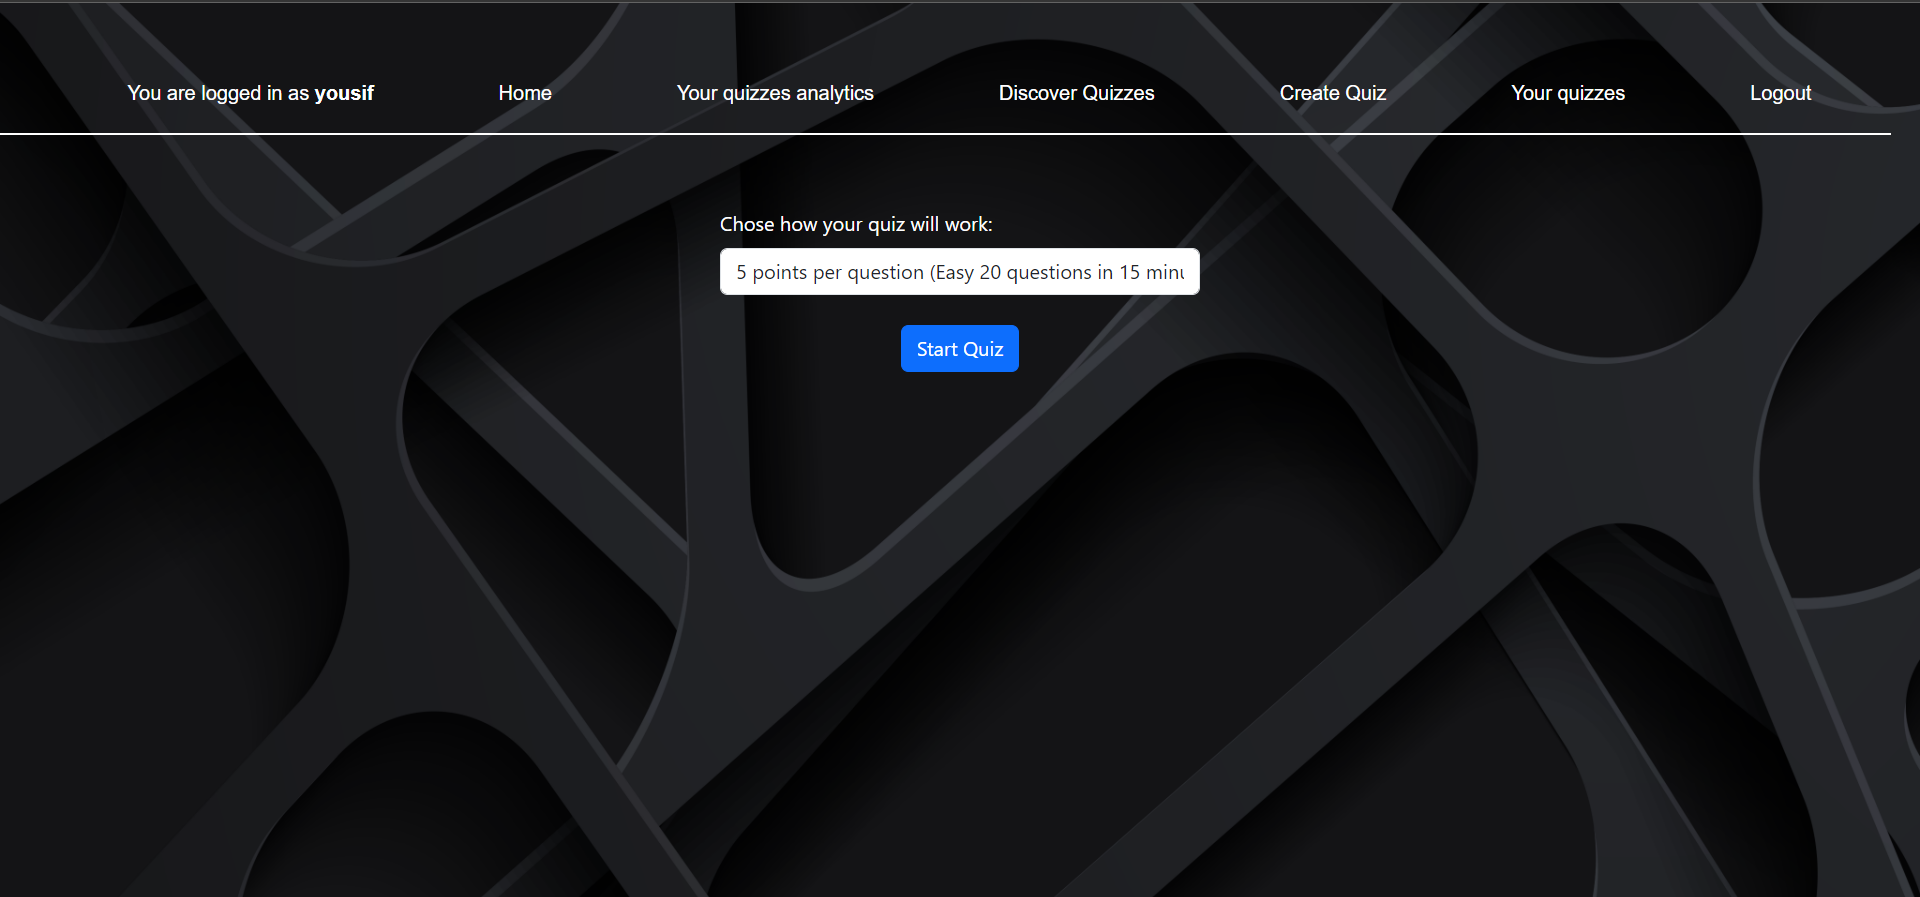 You are logged in as yousif Home Your quizzes analytics Discover Quizzes Create Quiz Your quizzes Logout
Chose how your quiz will work:
5 points per question (Easy 20 questions in 15 minu
Start Quiz